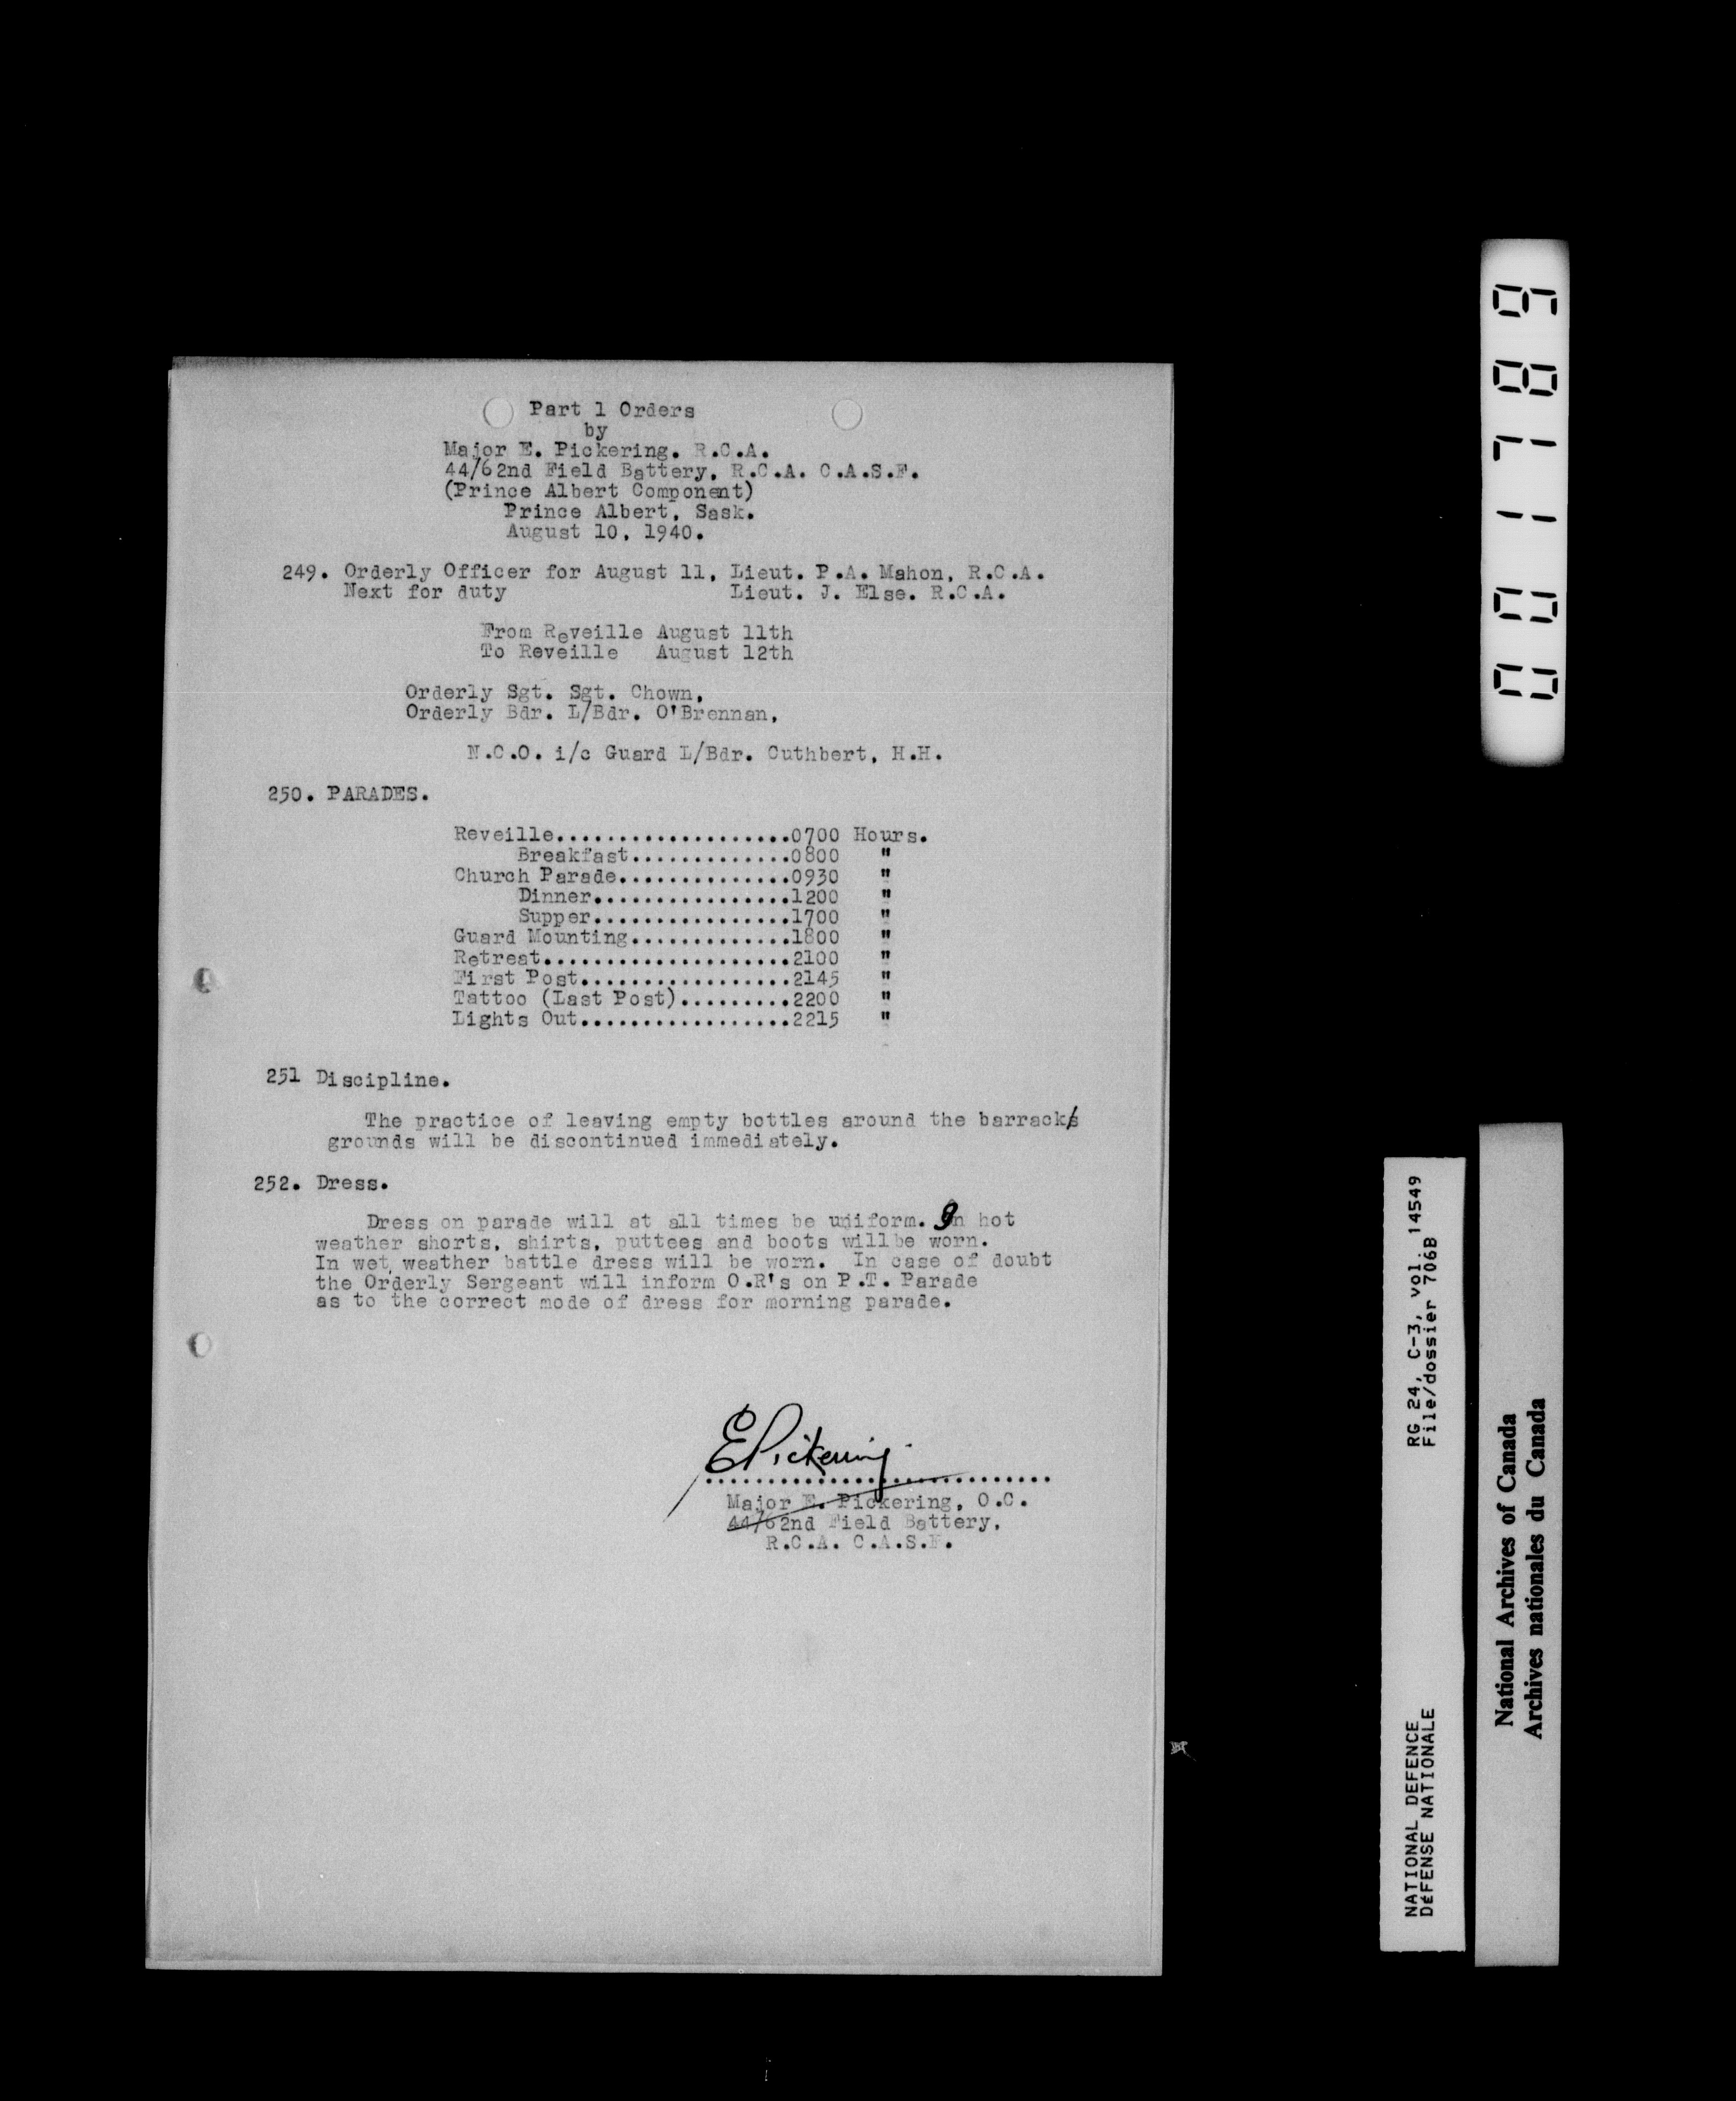 Part 1 Orders
by
Major E. Pickering. R.C.A.
44/62nd Field Battery, R.C.A. C.A.S.F.
(Prince Albert Component)
Prince Albert, Sask.
August 10, 1940.
249. Orderly Officer for August 11, Lieut. P.A. Mahon, R.C.A.
Next for duty Lieut. J. Else. R.C.A.
From Reveille August 11th
To Reveille August 12th
Orderly Sgt. Sgt. Chown,
Orderly Bdr. L/Bdr. O'Brennan,
N.C.O. i/c Guard L/Bdr. Cuthbert, H.H.
250. PARADES.
Reveille...................0700 Hours.
Breakfast.............0800 "
Church Parade..............0930 "
Dinner................1200 "
Supper................1700 "
Guard Mounting.............1800 "
Retreat....................2100 "
First Post.................2145 "
Tattoo (Last Post).........2200 "
Lights Out.................2215 "
251 Discipline.
The practice of leaving empty bottles around the barracks
grounds will be discontinued immediately.
252. Dress.
Dress on parade will at all times be uniform. In hot
weather shorts, shirts, puttees and boots will be worn.
In wet weather battle dress will be worn. In case of doubt
the Orderly Sergeant will inform O.R's on P.T. Parade
as to the correct mode of dress for morning parade.
E Pickering
............................
Major E. Pickering, O.C.
44/62nd Field Battery,
R.C.A. C.A.S.F.
001789
RG 24, C-3, vol. 14549
File/dossier 706B
NATIONAL DEFENCE
DÉFENSE NATIONALE
National Archives of Canada
Archives nationales du Canada